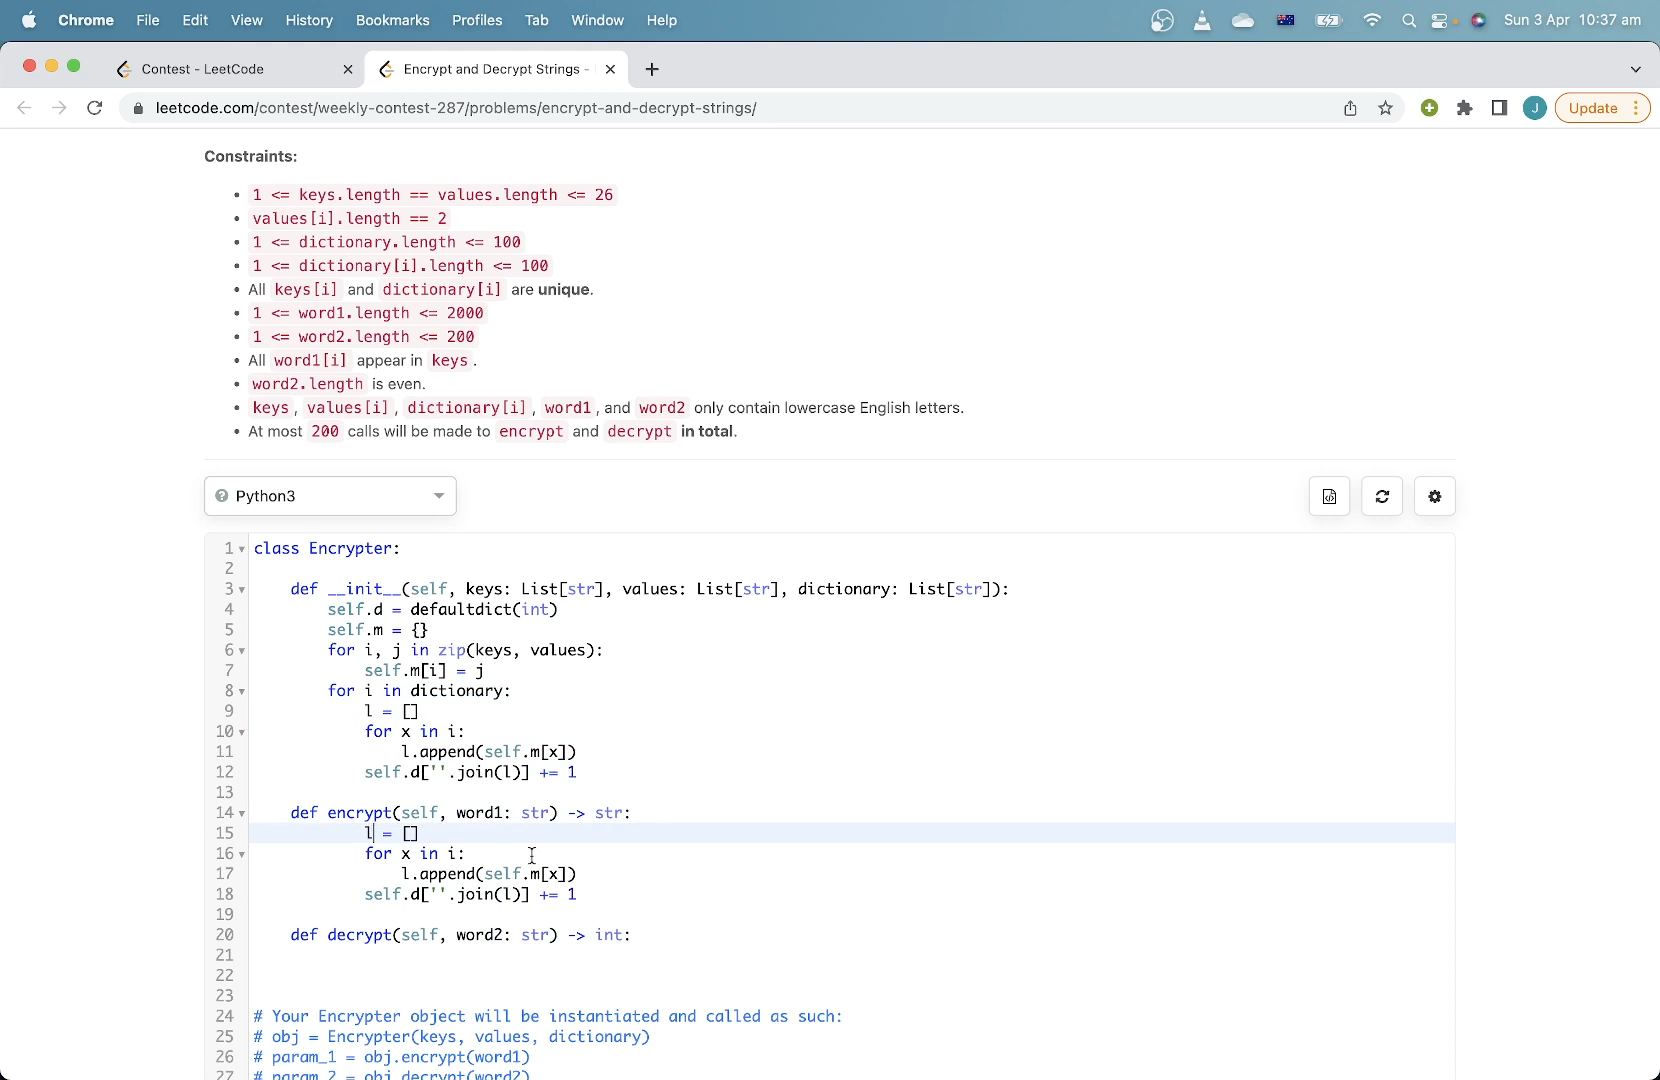 Chrome File Edit View History Bookmarks Profiles Tab Window Help Sun 3 Apr 10:37 am
Contest - LeetCode Encrypt and Decrypt Strings -
leetcode.com/contest/weekly-contest-287/problems/encrypt-and-decrypt-strings/ J Update
Constraints:
• 1 <= keys.length == values.length <= 26
• values[i].length == 2
• 1 <= dictionary.length <= 100
• 1 <= dictionary[i].length <= 100
• All keys[i] and dictionary[i] are unique.
• 1 <= word1.length <= 2000
• 1 <= word2.length <= 200
• All word1[i] appear in keys.
• word2.length is even.
• keys, values[i], dictionary[i], word1, and word2 only contain lowercase English letters.
• At most 200 calls will be made to encrypt and decrypt in total.
Python3
1 class Encrypter:
2
3     def __init__(self, keys: List[str], values: List[str], dictionary: List[str]):
4         self.d = defaultdict(int)
5         self.m = {}
6         for i, j in zip(keys, values):
7             self.m[i] = j
8         for i in dictionary:
9             l = []
10             for x in i:
11                 l.append(self.m[x])
12             self.d[''.join(l)] += 1
13
14     def encrypt(self, word1: str) -> str:
15             l = []
16             for x in i:
17                 l.append(self.m[x])
18             self.d[''.join(l)] += 1
19
20     def decrypt(self, word2: str) -> int:
21
22
23
24 # Your Encrypter object will be instantiated and called as such:
25 # obj = Encrypter(keys, values, dictionary)
26 # param_1 = obj.encrypt(word1)
27 # param_2 = obj.decrypt(word2)